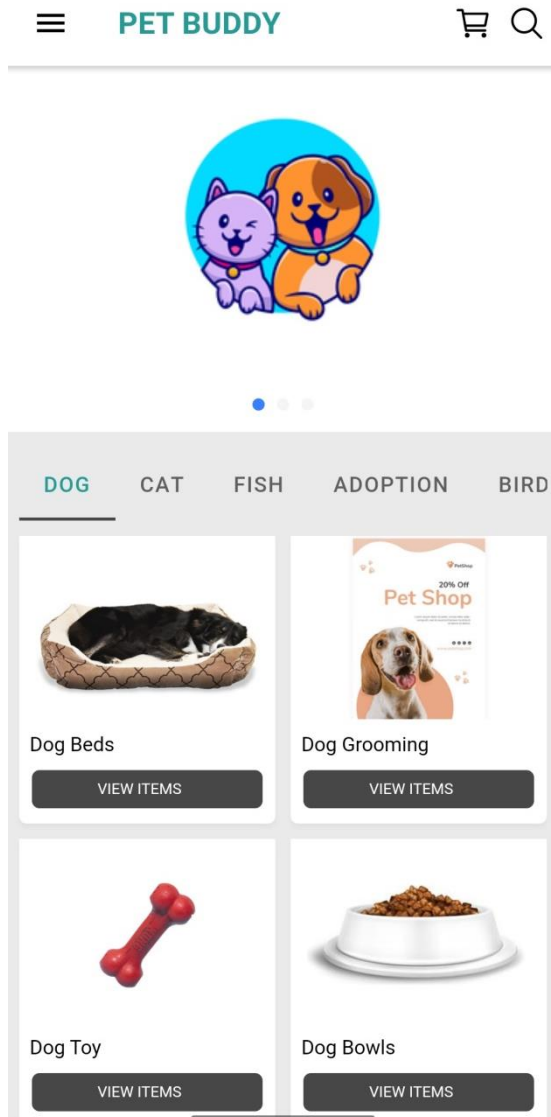 PET BUDDY
DOG CAT FISH ADOPTION BIRD
PetShop
20% Off
Pet Shop
Dog Beds
Dog Grooming
VIEW ITEMS
VIEW ITEMS
Dog Toy
Dog Bowls
VIEW ITEMS
VIEW ITEMS